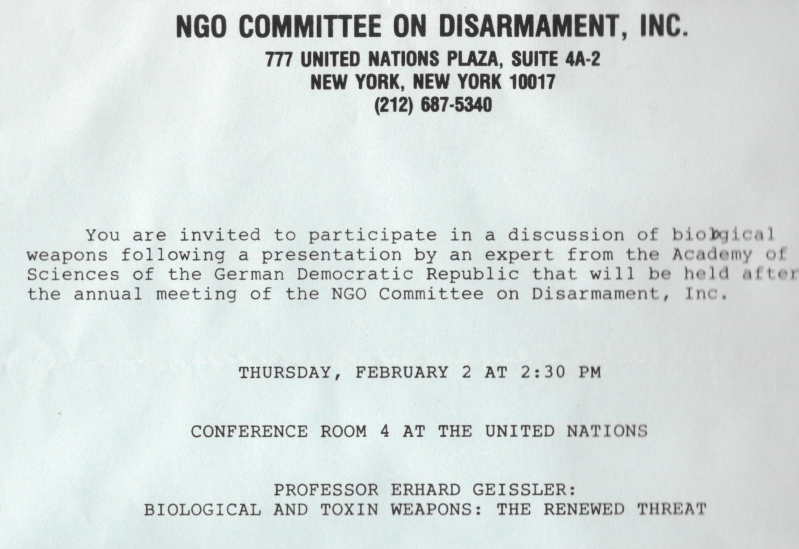 NGO COMMITTEE ON DISARMAMENT, INC.
777 UNITED NATIONS PLAZA, SUITE 4A-2
NEW YORK, NEW YORK 10017
(212) 687-5340
You are invited to participate in a discussion of biological
weapons following a presentation by an expert from the Academy of
Sciences of the German Democratic Republic that will be held after
the annual meeting of the NGO Committee on Disarmament, Inc.
THURSDAY, FEBRUARY 2 AT 2:30 PM
CONFERENCE ROOM 4 AT THE UNITED NATIONS
PROFESSOR ERHARD GEISSLER:
BIOLOGICAL AND TOXIN WEAPONS: THE RENEWED THREAT